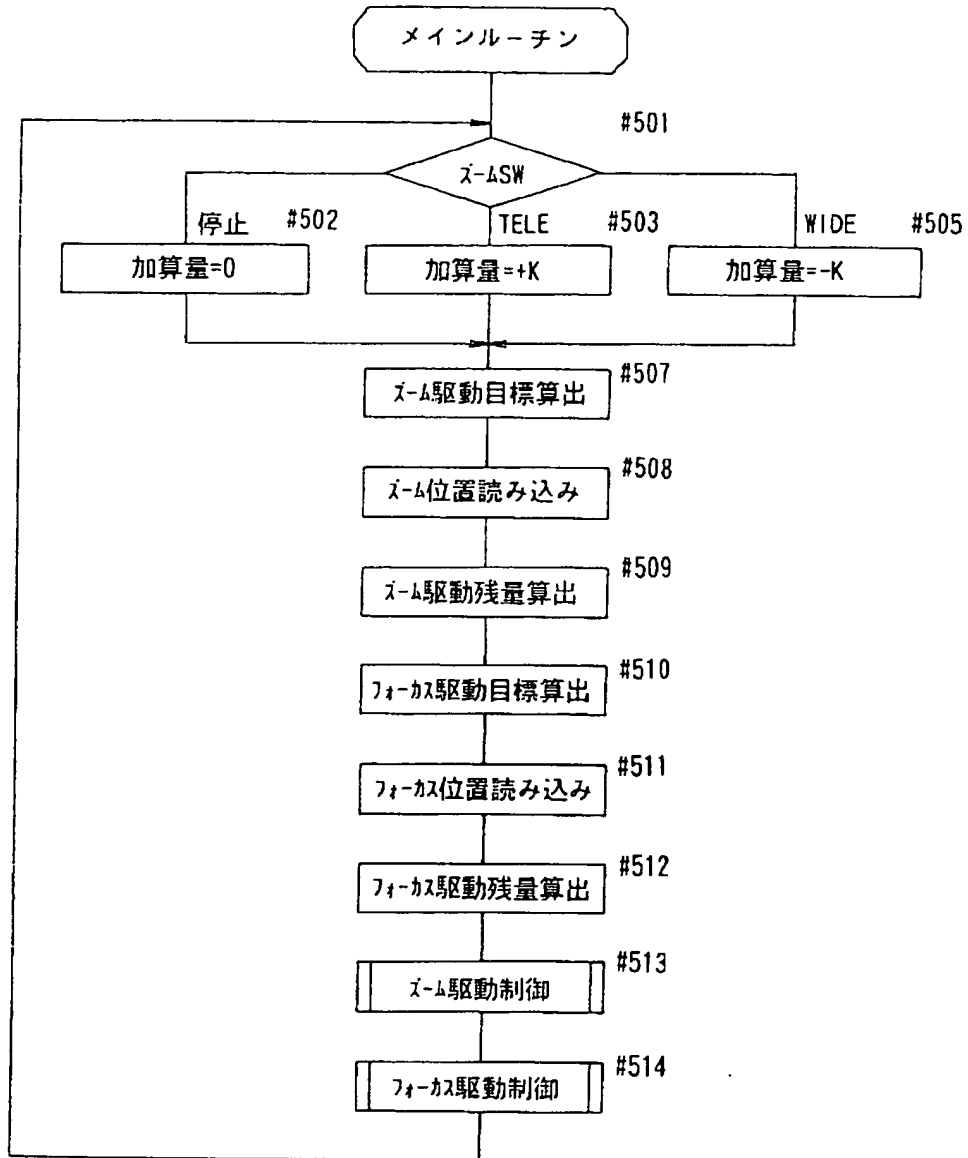 メインルーチン
#501
ズームSW
停止 #502 TELE #503 WIDE #505
加算量=0 加算量=+K 加算量=-K
#507
ズーム駆動目標算出
#508
ズーム位置読み込み
#509
ズーム駆動残量算出
#510
フォーカス駆動目標算出
#511
フォーカス位置読み込み
#512
フォーカス駆動残量算出
#513
ズーム駆動制御
#514
フォーカス駆動制御